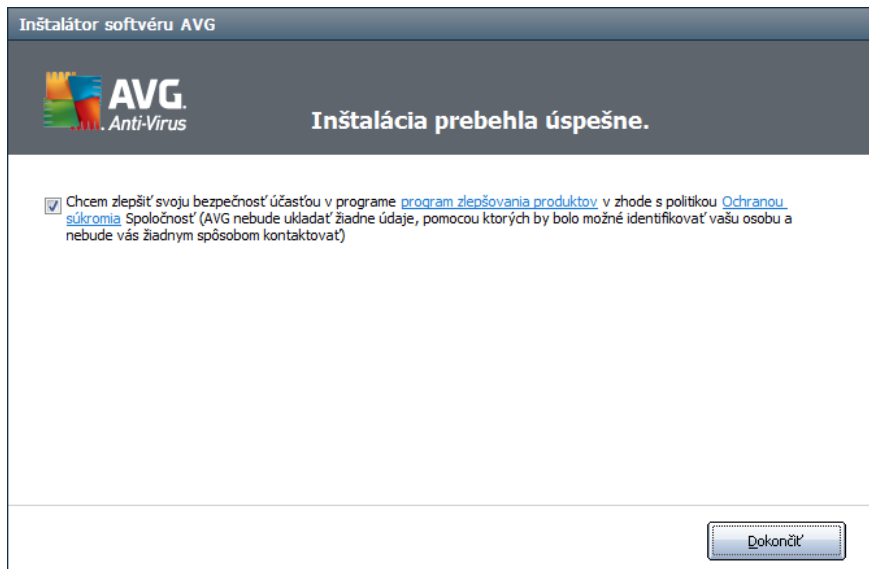 Inštalátor softvéru AVG
AVG.
Anti-Virus
Inštalácia prebehla úspešne.
Chcem zlepšiť svoju bezpečnosť účasťou v programe program zlepšovania produktov v zhode s politikou Ochranou
súkromia Spoločnosť (AVG nebude ukladať žiadne údaje, pomocou ktorých by bolo možné identifikovať vašu osobu a
nebude vás žiadnym spôsobom kontaktovať)
Dokončiť